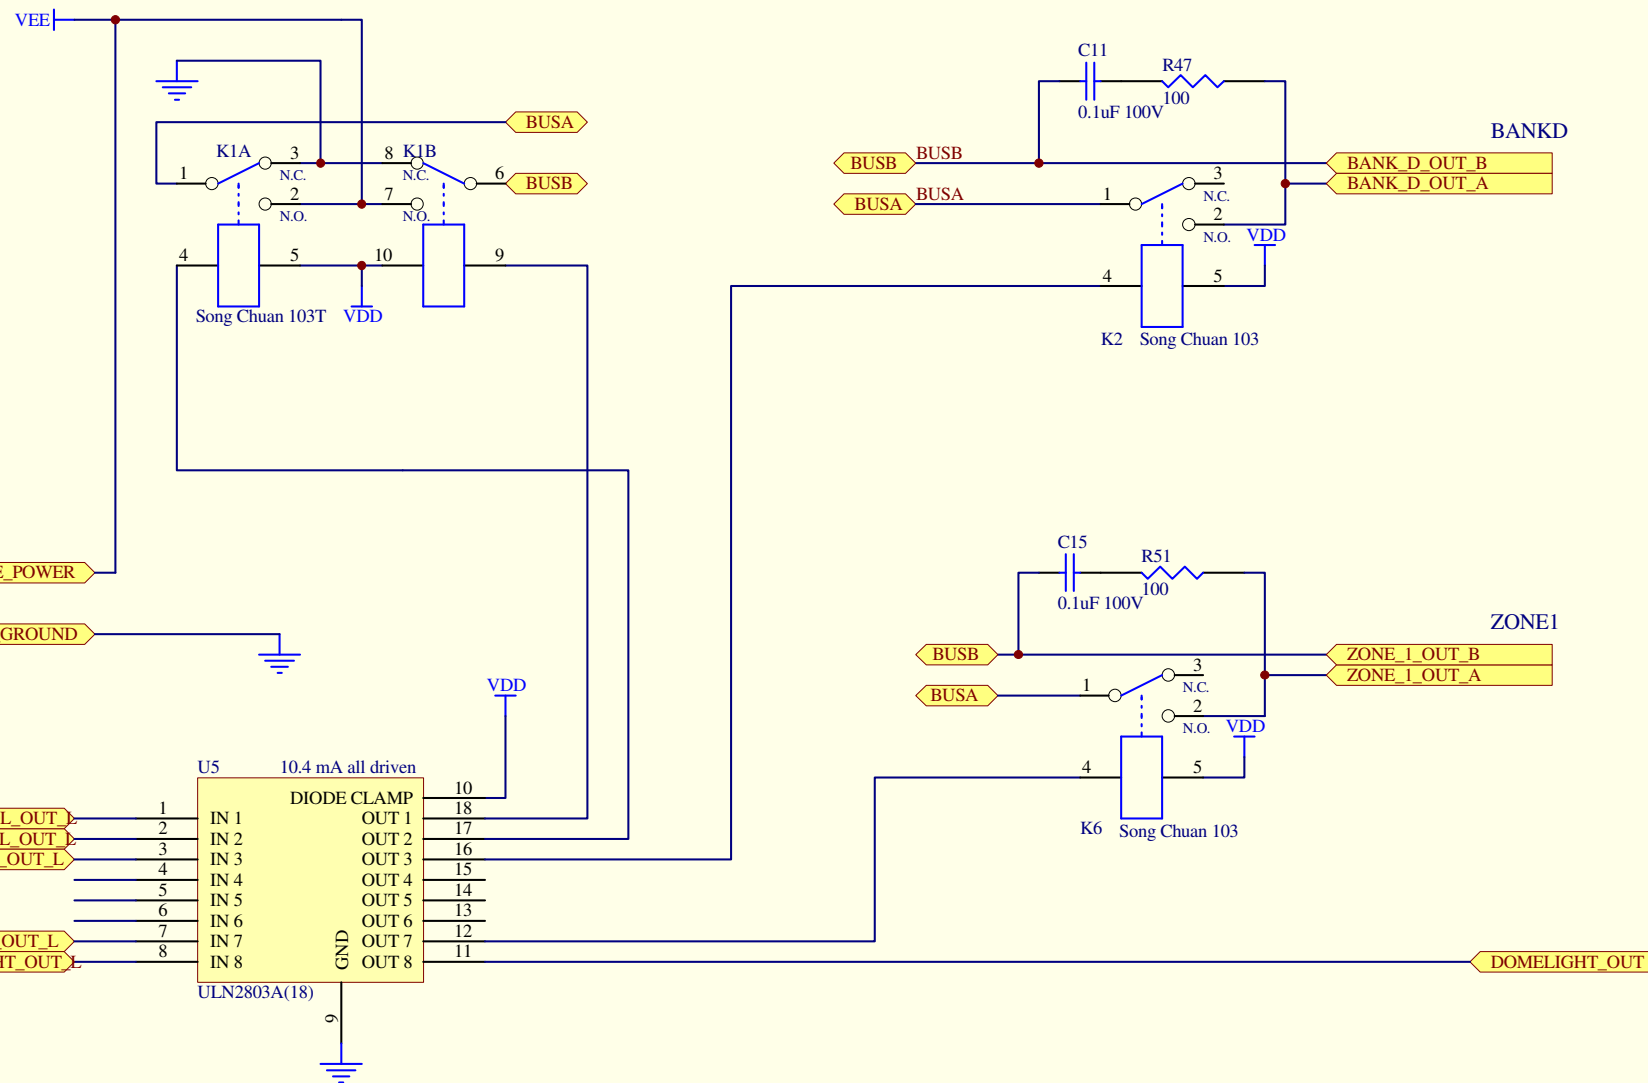 VEE
BUSA
K1A
3
8
K1B
1
N.C.
N.C.
6
BUSB
2
7
N.O.
N.O.
4
5
10
9
Song Chuan 103T
VDD
C11
R47
100
0.1uF 100V
BANKD
BUSB
BUSB
BANK_D_OUT_B
BUSA
BUSA
1
3
BANK_D_OUT_A
N.C.
2
N.O.
VDD
4
5
K2
Song Chuan 103
E_POWER
GROUND
C15
R51
100
0.1uF 100V
ZONE1
BUSB
ZONE_1_OUT_B
BUSA
1
3
ZONE_1_OUT_A
N.C.
2
N.O.
VDD
4
5
K6
Song Chuan 103
VDD
U5
10.4 mA all driven
DIODE CLAMP
10
L_OUT_L
1
IN 1
OUT 1
18
L_OUT_L
2
IN 2
OUT 2
17
_OUT_L
3
IN 3
OUT 3
16
4
IN 4
OUT 4
15
5
IN 5
OUT 5
14
6
IN 6
OUT 6
13
OUT_L
7
IN 7
OUT 7
12
HT_OUT_L
8
IN 8
GND
OUT 8
11
DOMELIGHT_OUT
ULN2803A(18)
9